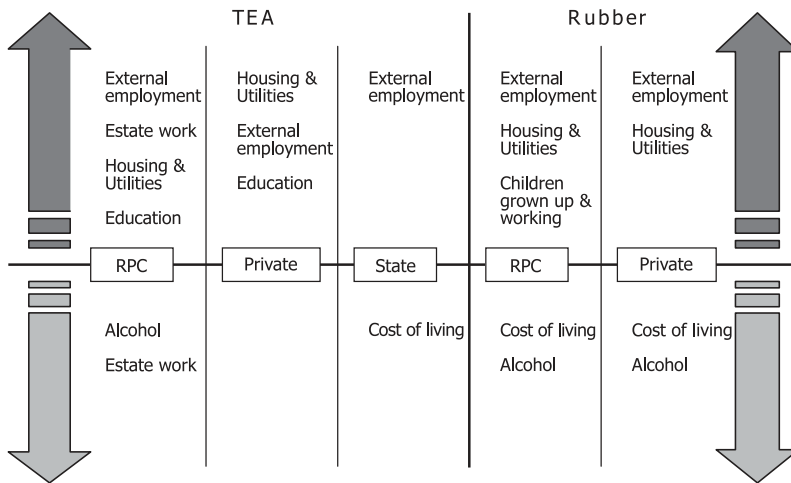 TEA
Rubber
External
employment
Estate work
Housing &
Utilities
Education
Housing &
Utilities
External
employment
Education
External
employment
External
employment
Housing &
Utilities
Children
grown up &
working
External
employment
Housing &
Utilities
RPC
Private
State
RPC
Private
Alcohol
Estate work
Cost of living
Cost of living
Alcohol
Cost of living
Alcohol